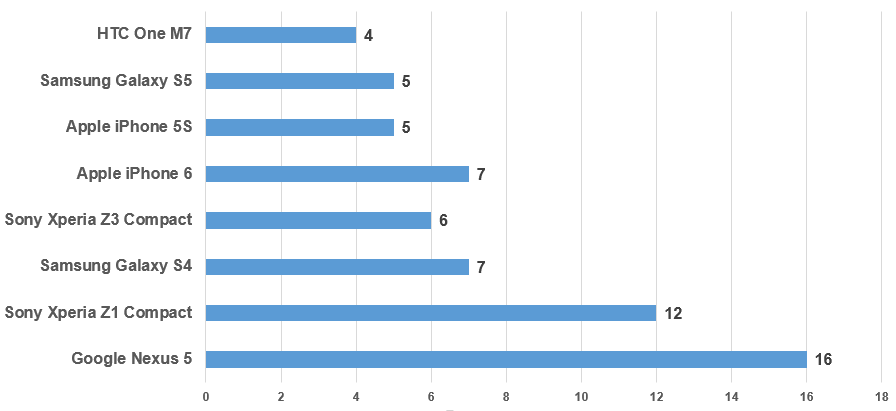 HTC One M7 4
Samsung Galaxy S5 5
Apple iPhone 5S 5
Apple iPhone 6 7
Sony Xperia Z3 Compact 6
Samsung Galaxy S4 7
Sony Xperia Z1 Compact 12
Google Nexus 5 16
0 2 4 6 8 10 12 14 16 18